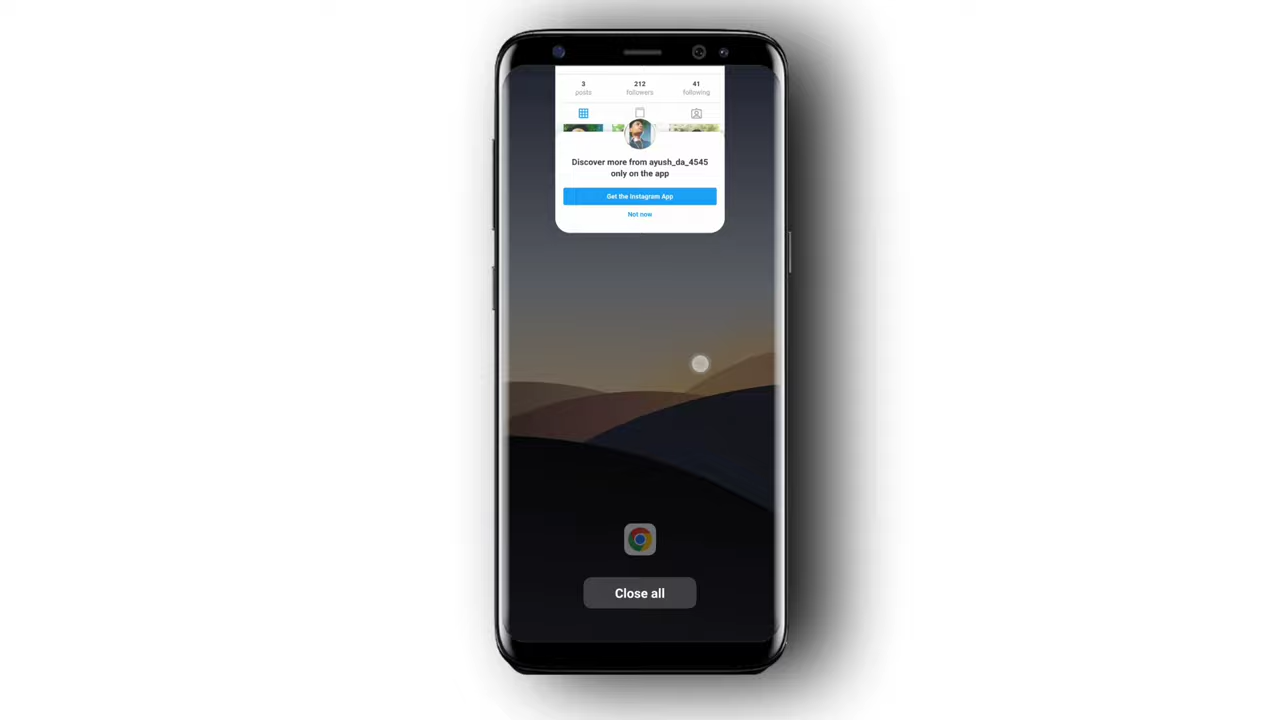 3 212 41
posts followers following
Discover more from ayush_da_4545
only on the app
Get the Instagram App
Not now
Close all